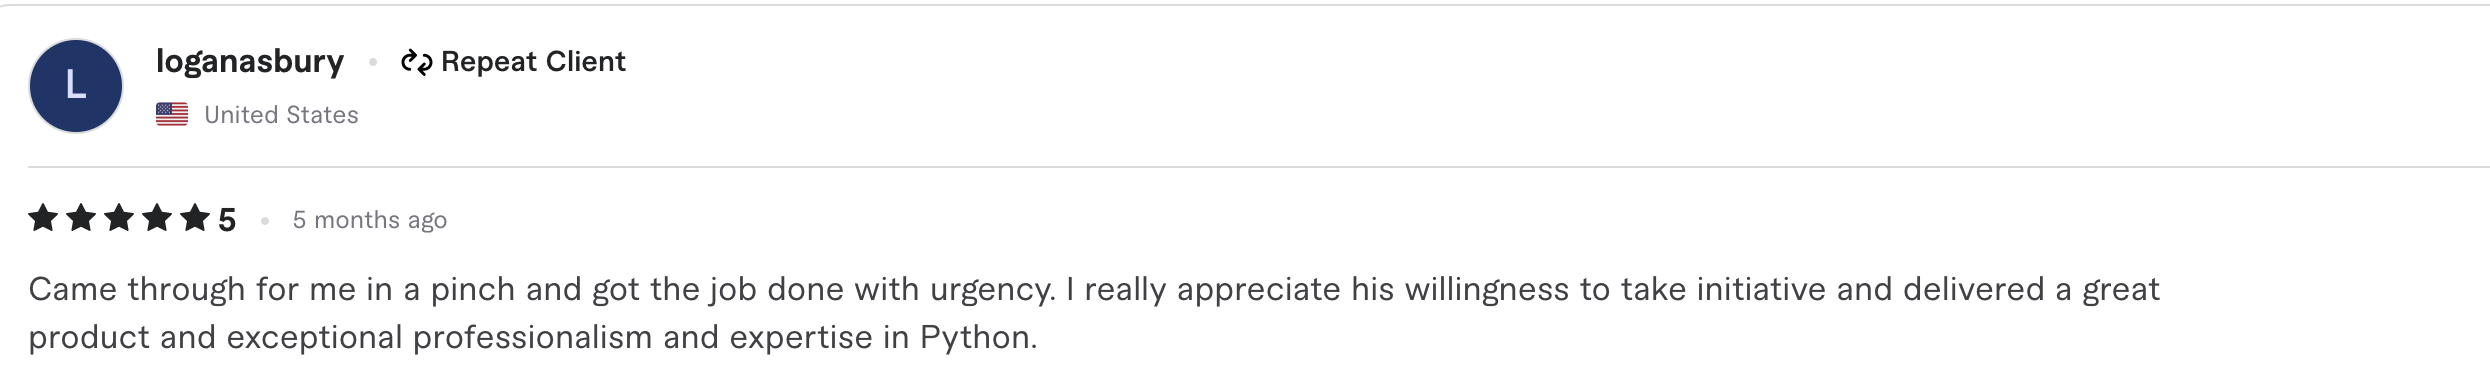 L
loganasbury • Repeat Client
United States
5 • 5 months ago
Came through for me in a pinch and got the job done with urgency. I really appreciate his willingness to take initiative and delivered a great
product and exceptional professionalism and expertise in Python.